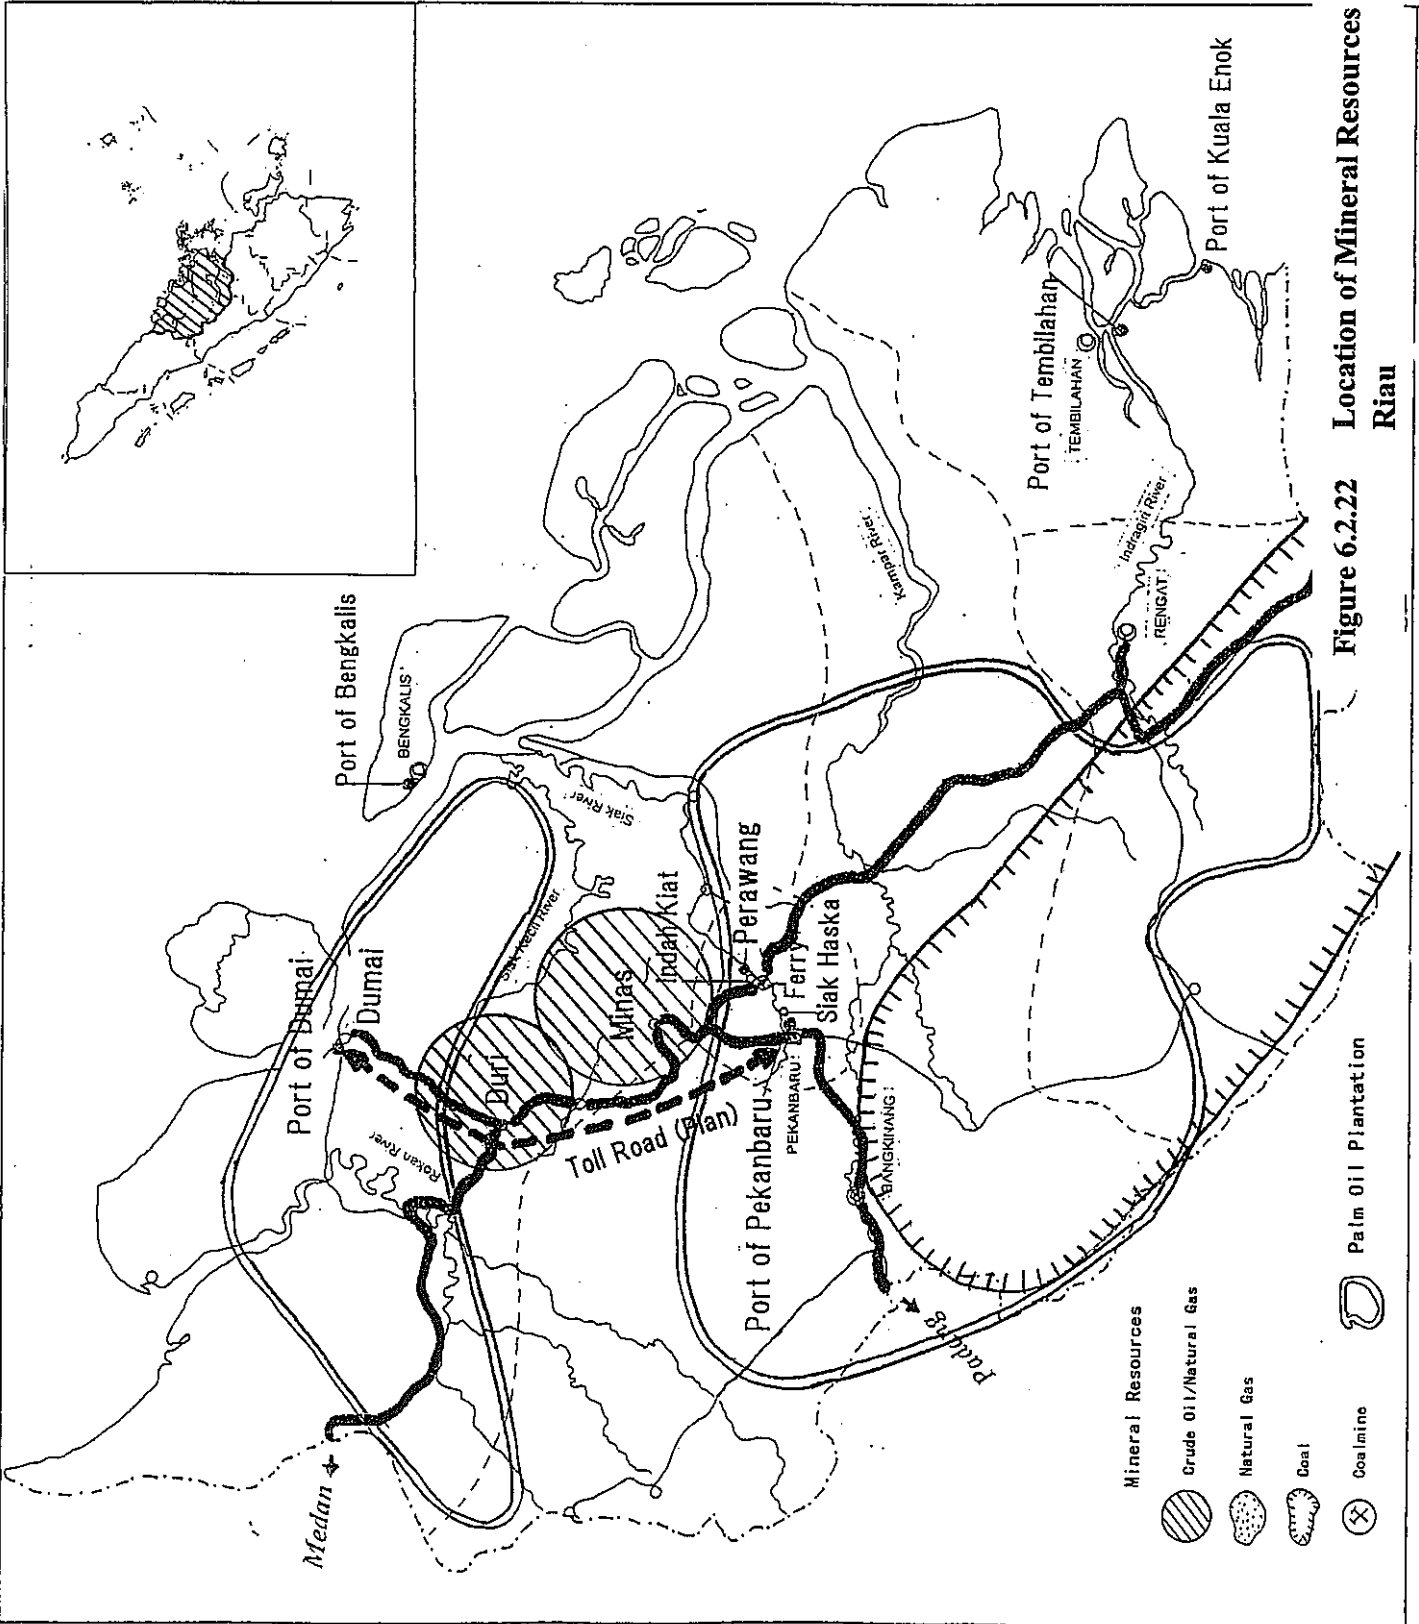 Port of Bengkalis
BENGKALIS
Port of Dumai
Dumai
Medan
Rokan River
Siak Kecil River
Siak River
Duri
Minas
Indah Kiat
Perawang
Ferry
Siak Haska
Toll Road (Plan)
Port of Pekanbaru
PEKANBARU
BANGKINANG
Padang
Kampar River
Port of Tembilahan
TEMBILAHAN
Indragiri River
RENGAT
Port of Kuala Enok
Mineral Resources
Crude Oil/Natural Gas
Natural Gas
Coal
Coalmine
Palm Oil Plantation
Figure 6.2.22 Location of Mineral Resources
Riau